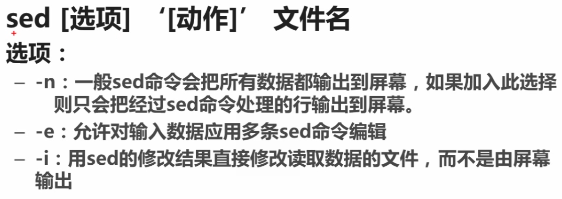 sed [选项] ‘[动作]’ 文件名
选项：
– -n：一般sed命令会把所有数据都输出到屏幕，如果加入此选择
则只会把经过sed命令处理的行输出到屏幕。
– -e：允许对输入数据应用多条sed命令编辑
– -i：用sed的修改结果直接修改读取数据的文件，而不是由屏幕
输出